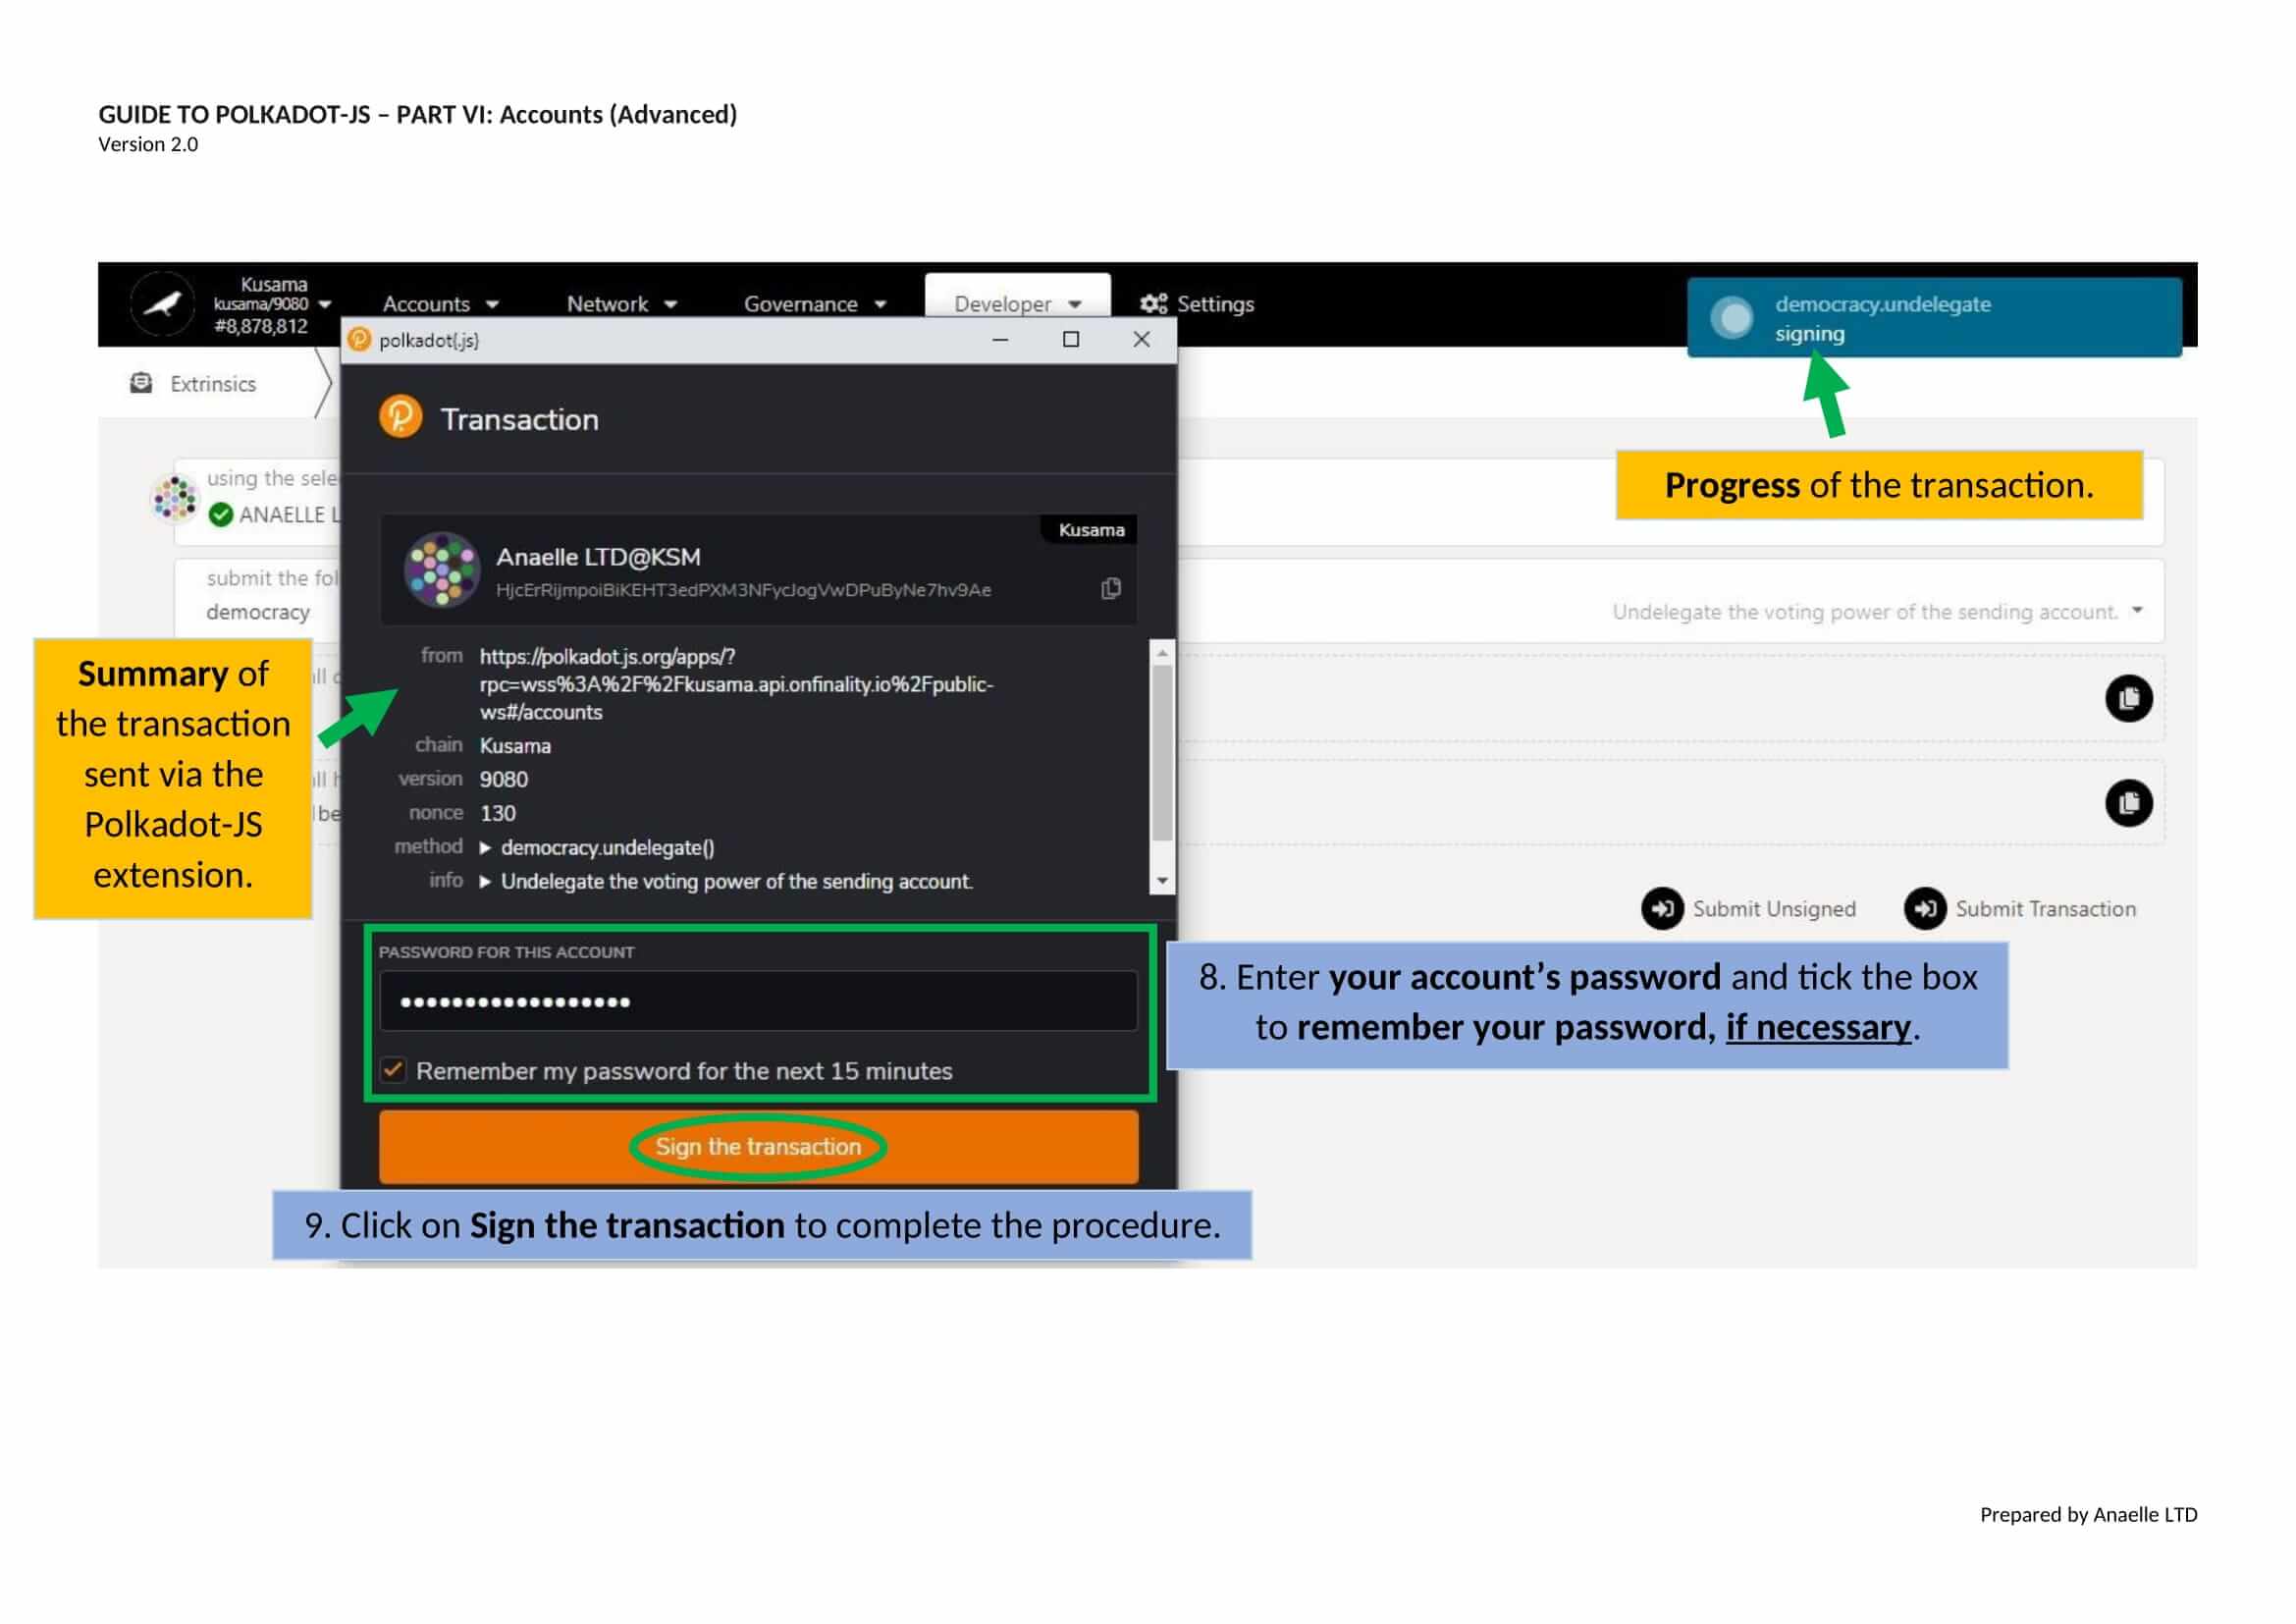 GUIDE TO POLKADOT-JS – PART VI: Accounts (Advanced)
Version 2.0
Kusama
kusama/9080
#8,878,812
Accounts
Network
Governance
Developer
Settings
democracy.undelegate
signing
polkadot{.js}
Extrinsics
Transaction
Progress of the transaction.
using the sele
ANAELLE L
Kusama
Anaelle LTD@KSM
HjcErRijmpoiBiKEHT3edPXM3NFycJogVwDPuByNe7hv9Ae
submit the fol
democracy
Undelegate the voting power of the sending account.
Summary of
the transaction
sent via the
Polkadot-JS
extension.
from https://polkadot.js.org/apps/?
rpc=wss%3A%2F%2Fkusama.api.onfinality.io%2Fpublic-
ws#/accounts
chain Kusama
version 9080
nonce 130
method democracy.undelegate()
info Undelegate the voting power of the sending account.
Submit Unsigned
Submit Transaction
PASSWORD FOR THIS ACCOUNT
Remember my password for the next 15 minutes
8. Enter your account’s password and tick the box
to remember your password, if necessary.
Sign the transaction
9. Click on Sign the transaction to complete the procedure.
Prepared by Anaelle LTD